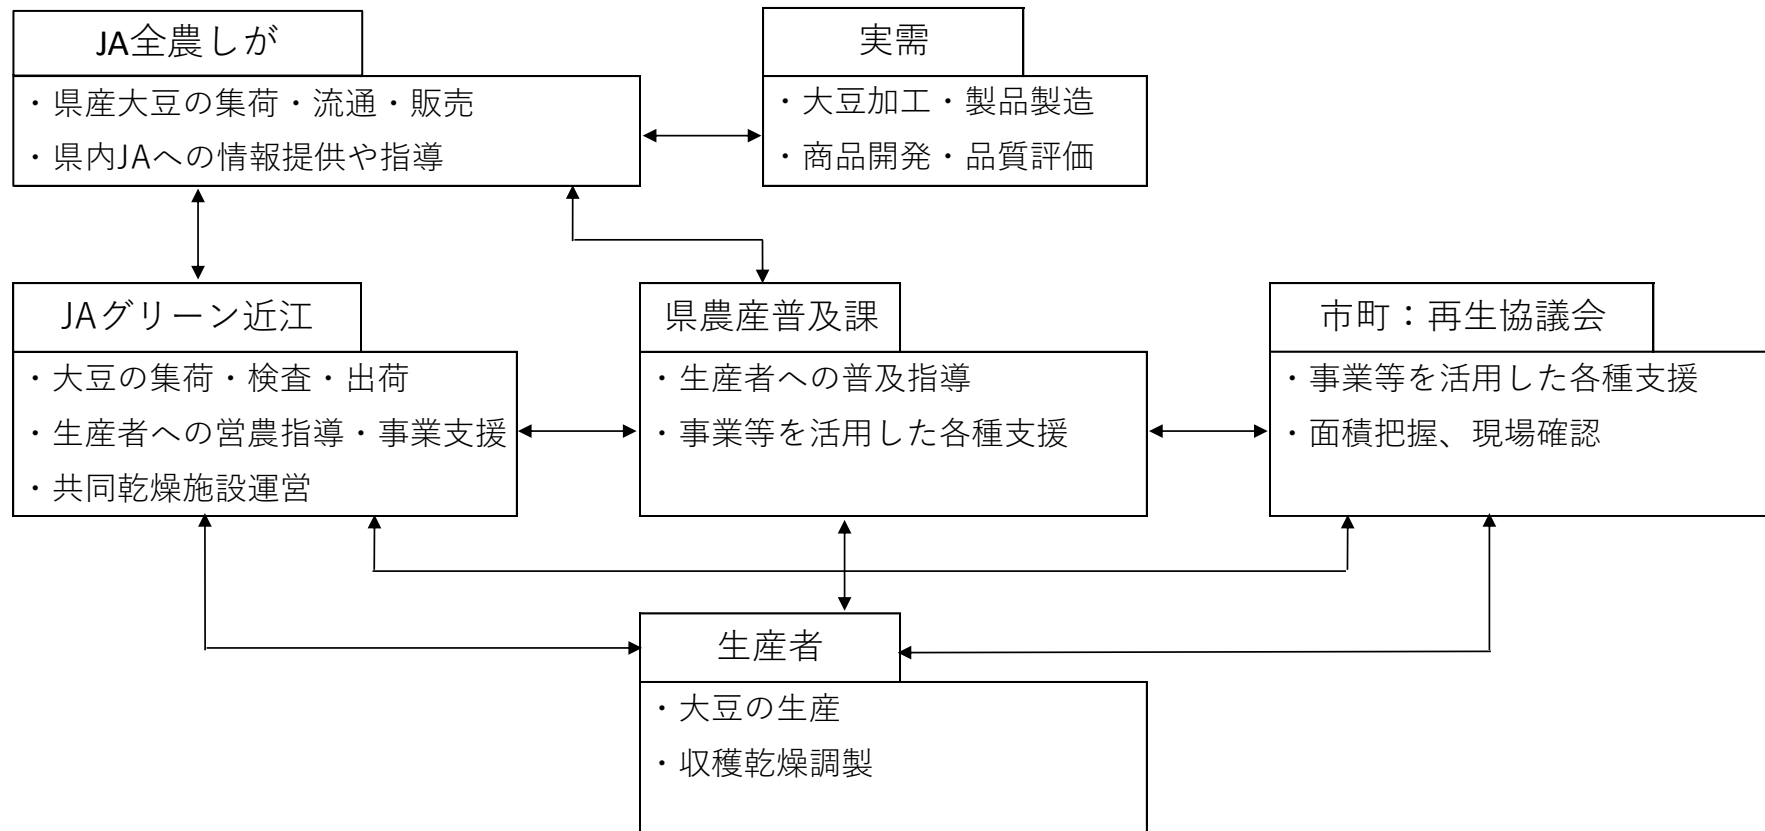 JA全農しが
・県産大豆の集荷・流通・販売
・県内JAへの情報提供や指導
実需
・大豆加工・製品製造
・商品開発・品質評価
JAグリーン近江
・大豆の集荷・検査・出荷
・生産者への営農指導・事業支援
・共同乾燥施設運営
県農産普及課
・生産者への普及指導
・事業等を活用した各種支援
市町：再生協議会
・事業等を活用した各種支援
・面積把握、現場確認
生産者
・大豆の生産
・収穫乾燥調製